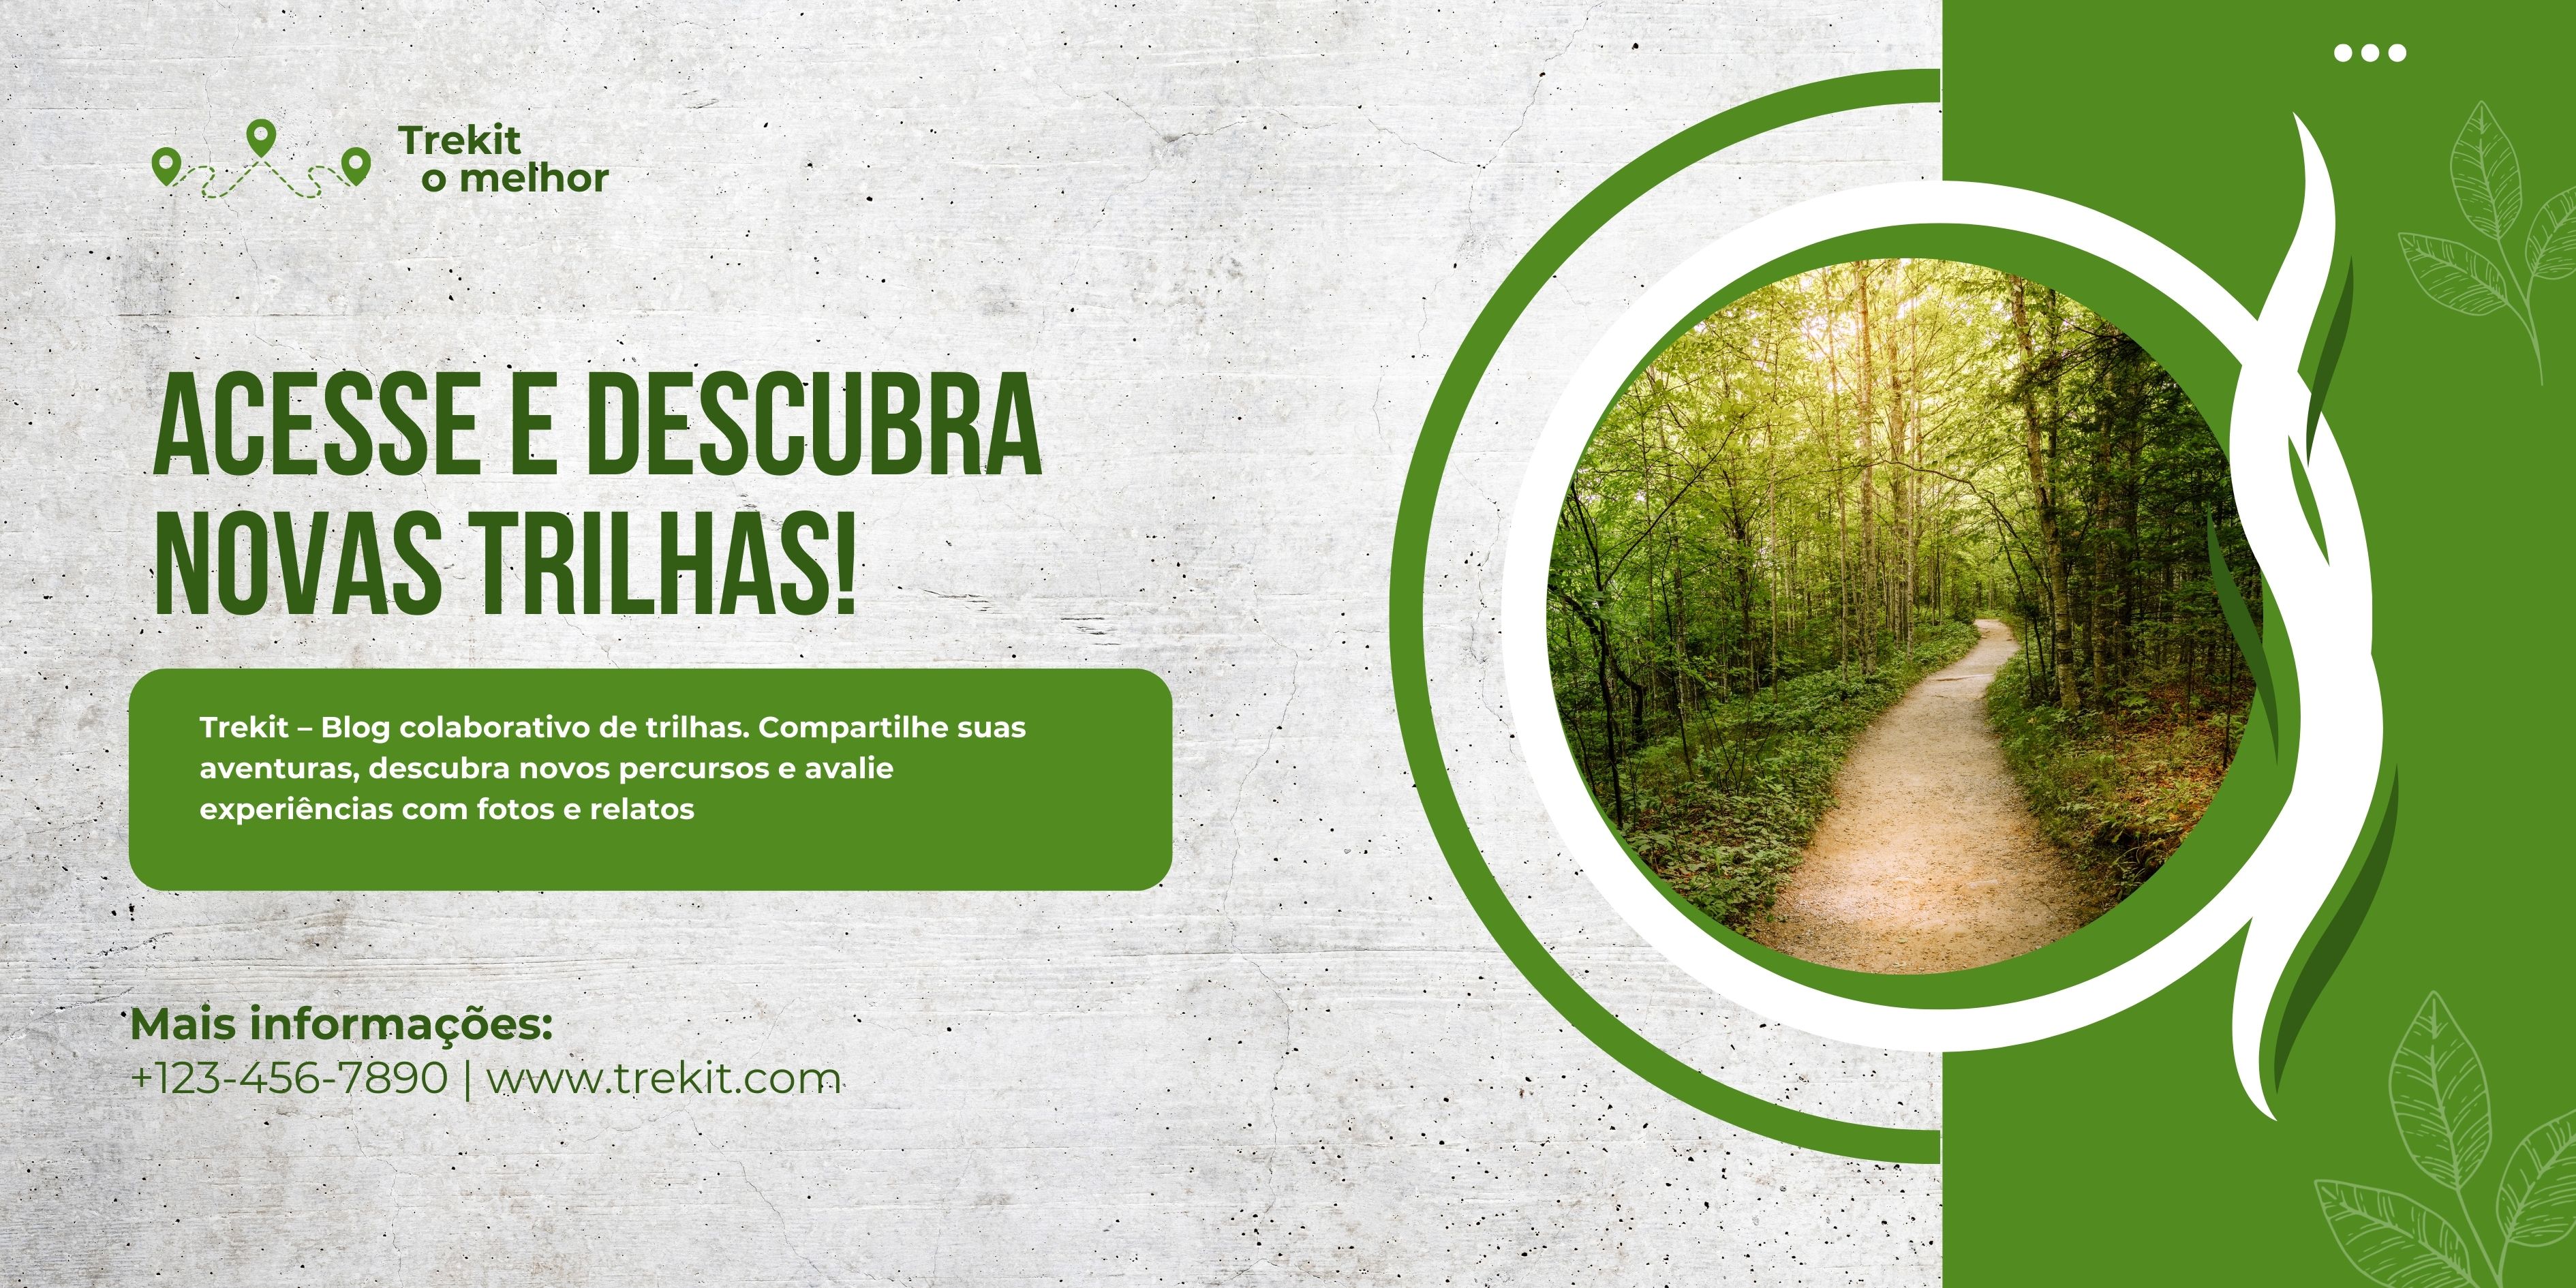 Trekit
o melhor
ACESSE E DESCUBRA
NOVAS TRILHAS!
Trekit – Blog colaborativo de trilhas. Compartilhe suas
aventuras, descubra novos percursos e avalie
experiências com fotos e relatos
Mais informações:
+123-456-7890 | www.trekit.com